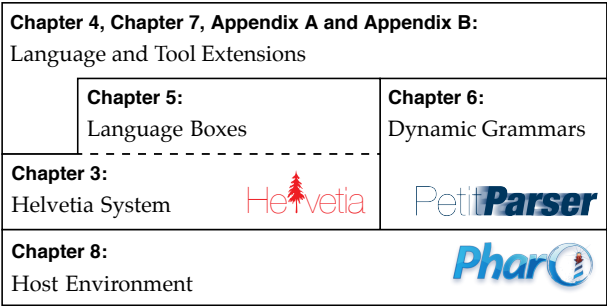 Chapter 4, Chapter 7, Appendix A and Appendix B:
Language and Tool Extensions
Chapter 5:
Language Boxes
Chapter 6:
Dynamic Grammars
Chapter 3:
Helvetia System
Helvetia
PetitParser
Chapter 8:
Host Environment
Pharo